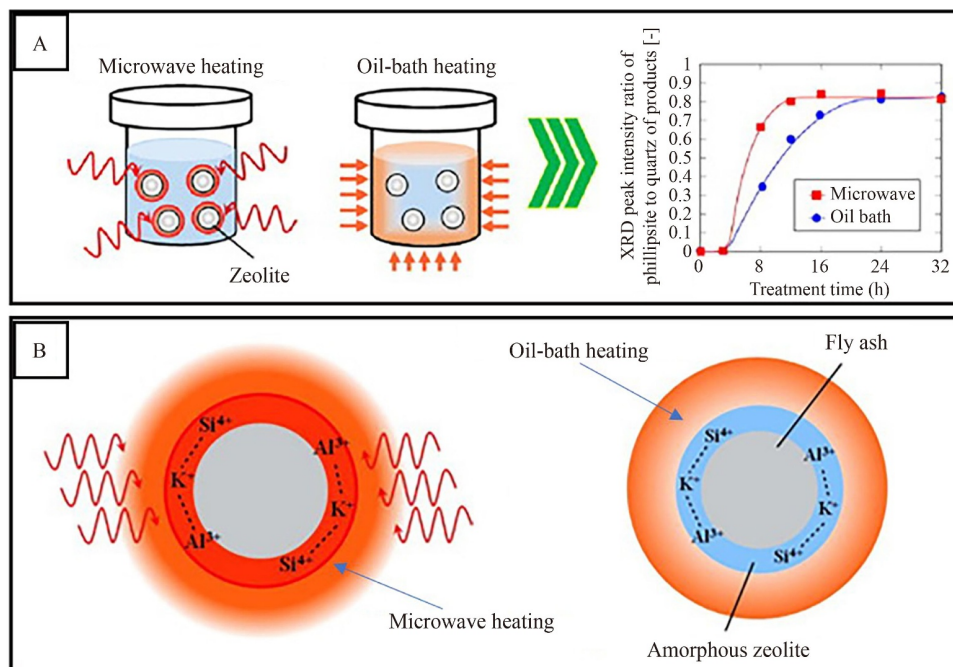 A
Microwave heating
Oil-bath heating
Zeolite
XRD peak intensity ratio of
phillipsite to quartz of products [-]
1
0.9
0.8
0.7
0.6
0.5
0.4
0.3
0.2
0.1
0
0 8 16 24 32
Treatment time (h)
Microwave
Oil bath
B
Si4+
Al3+
K+
K+
Al3+
Si4+
Microwave heating
Oil-bath heating
Fly ash
Si4+
Al3+
K+
K+
Al3+
Si4+
Amorphous zeolite